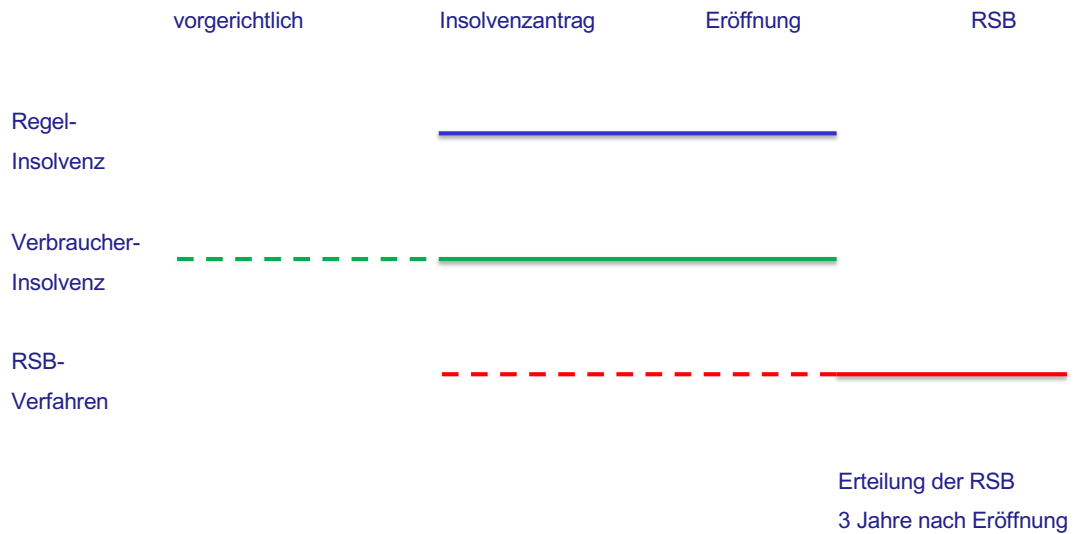 vorgerichtlich Insolvenzantrag Eröffnung RSB
Regel-
Insolvenz
Verbraucher-
Insolvenz
RSB-
Verfahren
Erteilung der RSB
3 Jahre nach Eröffnung